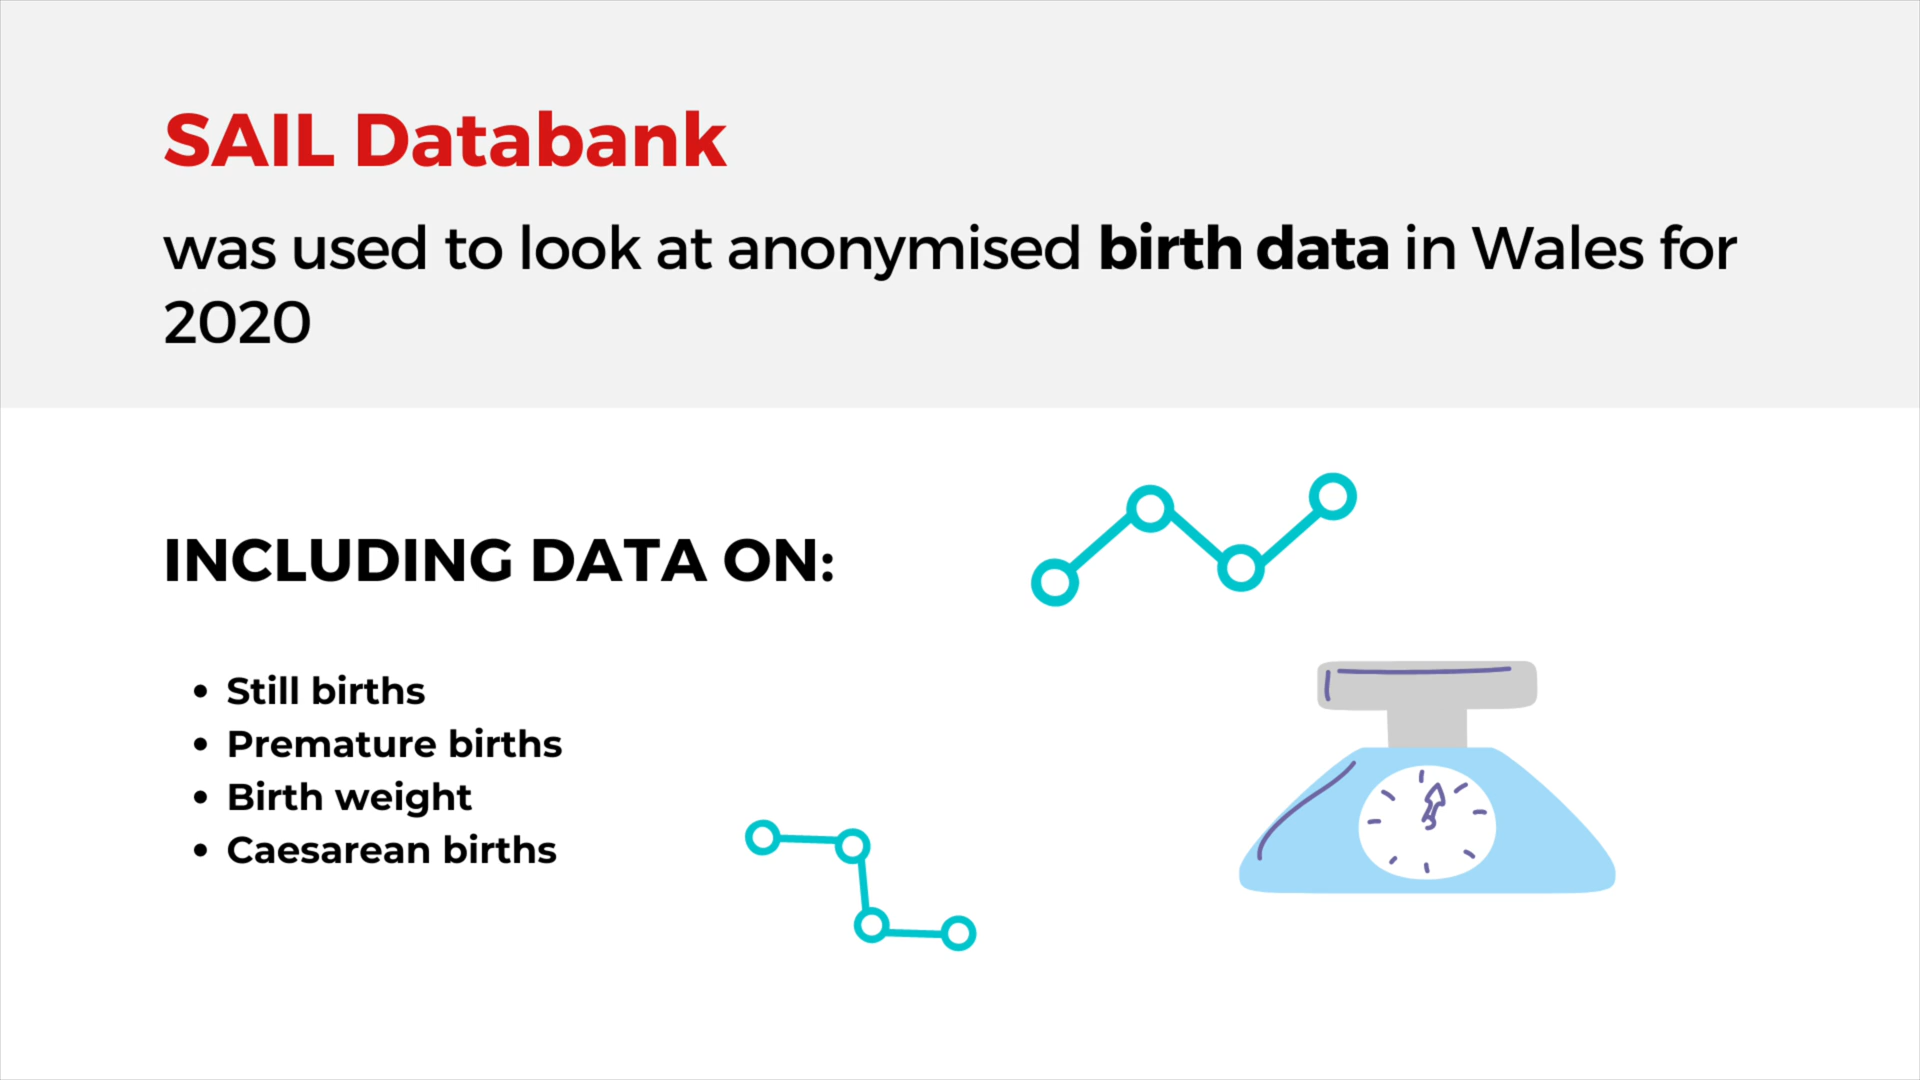 SAIL Databank
was used to look at anonymised birth data in Wales for
2020
INCLUDING DATA ON:
• Still births
• Premature births
• Birth weight
• Caesarean births